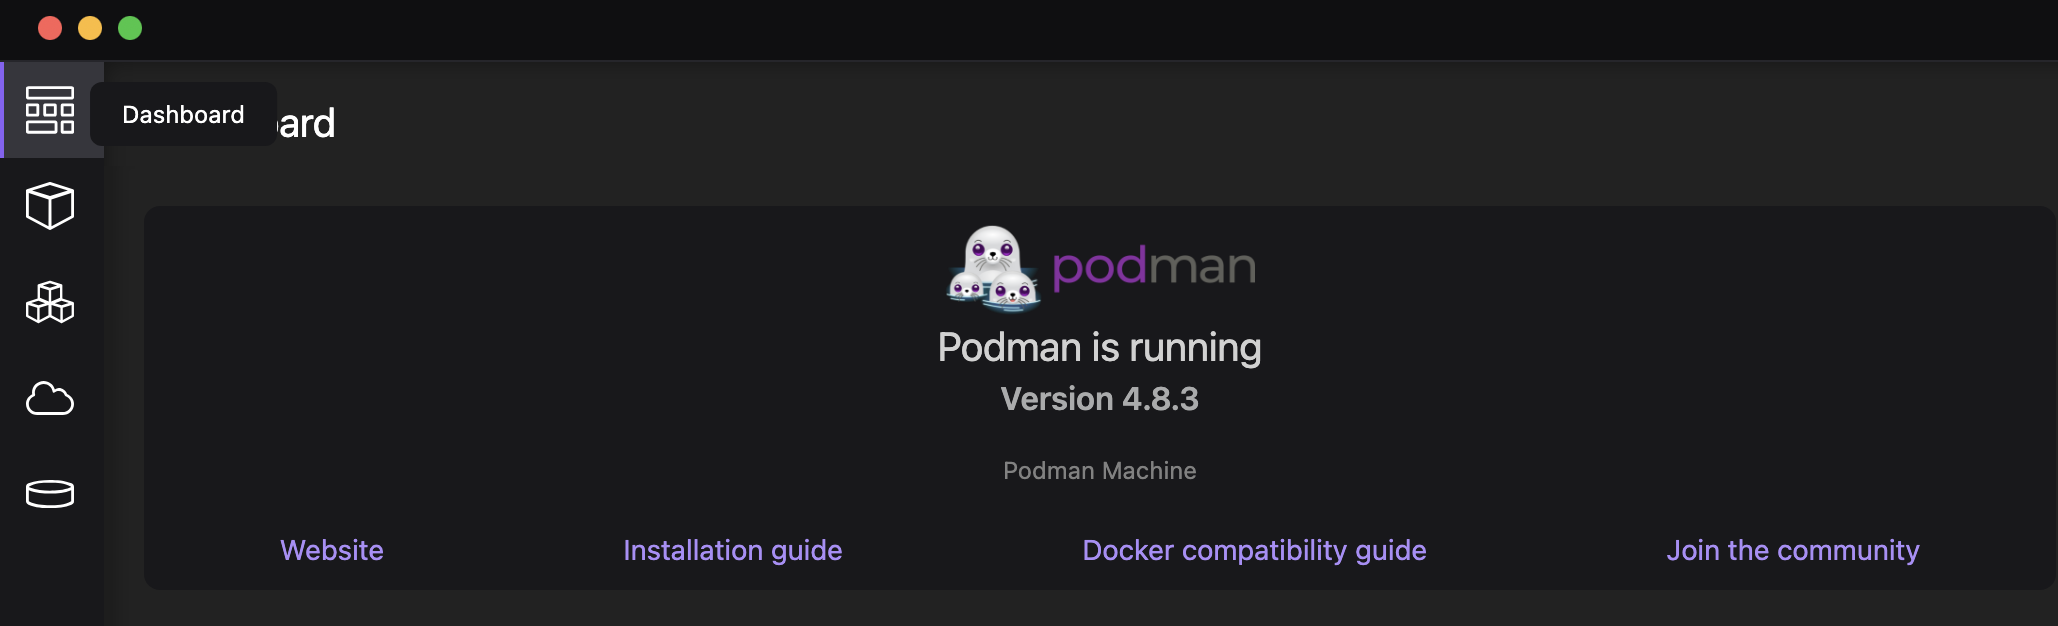 Dashboard
ard
podman
Podman is running
Version 4.8.3
Podman Machine
Website Installation guide Docker compatibility guide Join the community